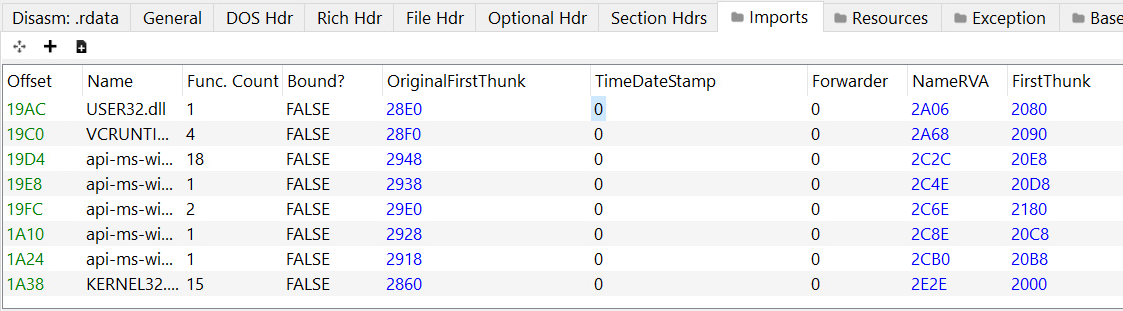 Disasm: .rdata General DOS Hdr Rich Hdr File Hdr Optional Hdr Section Hdrs Imports Resources Exception Base
Offset Name Func. Count Bound? OriginalFirstThunk TimeDateStamp Forwarder NameRVA FirstThunk
19AC USER32.dll 1 FALSE 28E0 0 0 2A06 2080
19C0 VCRUNTI... 4 FALSE 28F0 0 0 2A68 2090
19D4 api-ms-wi... 18 FALSE 2948 0 0 2C2C 20E8
19E8 api-ms-wi... 1 FALSE 2938 0 0 2C4E 20D8
19FC api-ms-wi... 2 FALSE 29E0 0 0 2C6E 2180
1A10 api-ms-wi... 1 FALSE 2928 0 0 2C8E 20C8
1A24 api-ms-wi... 1 FALSE 2918 0 0 2CB0 20B8
1A38 KERNEL32.... 15 FALSE 2860 0 0 2E2E 2000